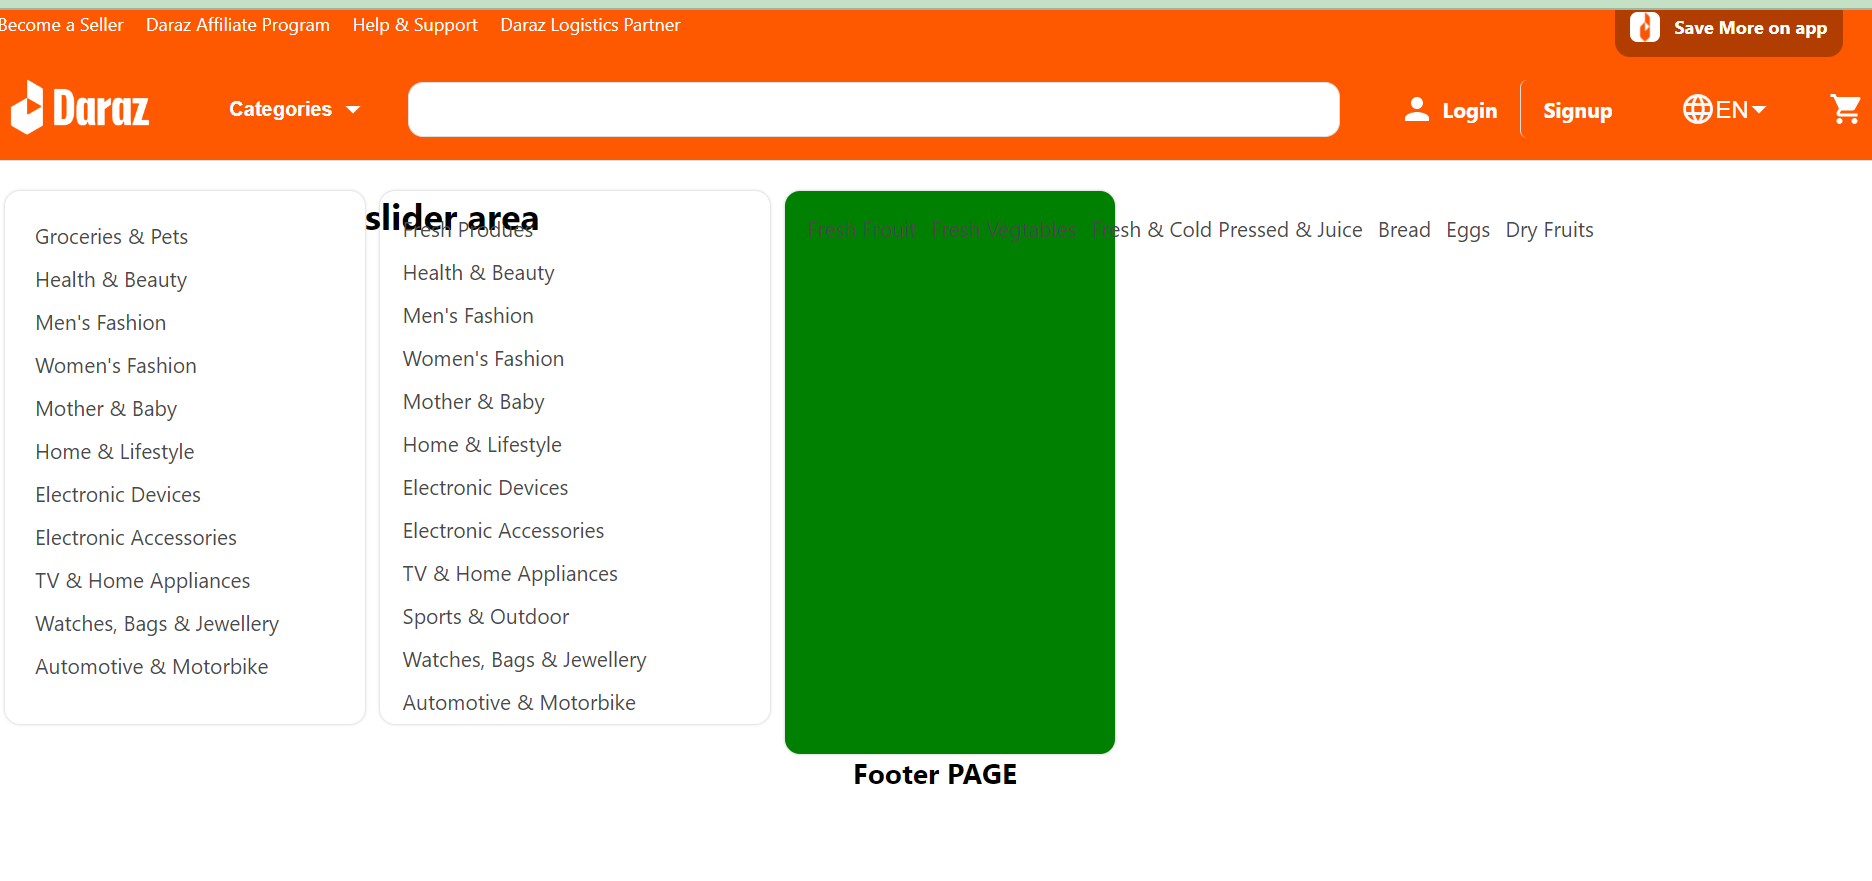 Become a Seller Daraz Affiliate Program Help & Support Daraz Logistics Partner
Save More on app
Daraz Categories Login Signup EN
slider area
Groceries & Pets
Health & Beauty
Men's Fashion
Women's Fashion
Mother & Baby
Home & Lifestyle
Electronic Devices
Electronic Accessories
TV & Home Appliances
Watches, Bags & Jewellery
Automotive & Motorbike
Fresh Produes
Health & Beauty
Men's Fashion
Women's Fashion
Mother & Baby
Home & Lifestyle
Electronic Devices
Electronic Accessories
TV & Home Appliances
Sports & Outdoor
Watches, Bags & Jewellery
Automotive & Motorbike
Fresh Frouit Fresh Vegtables Fresh & Cold Pressed & Juice Bread Eggs Dry Fruits
Footer PAGE